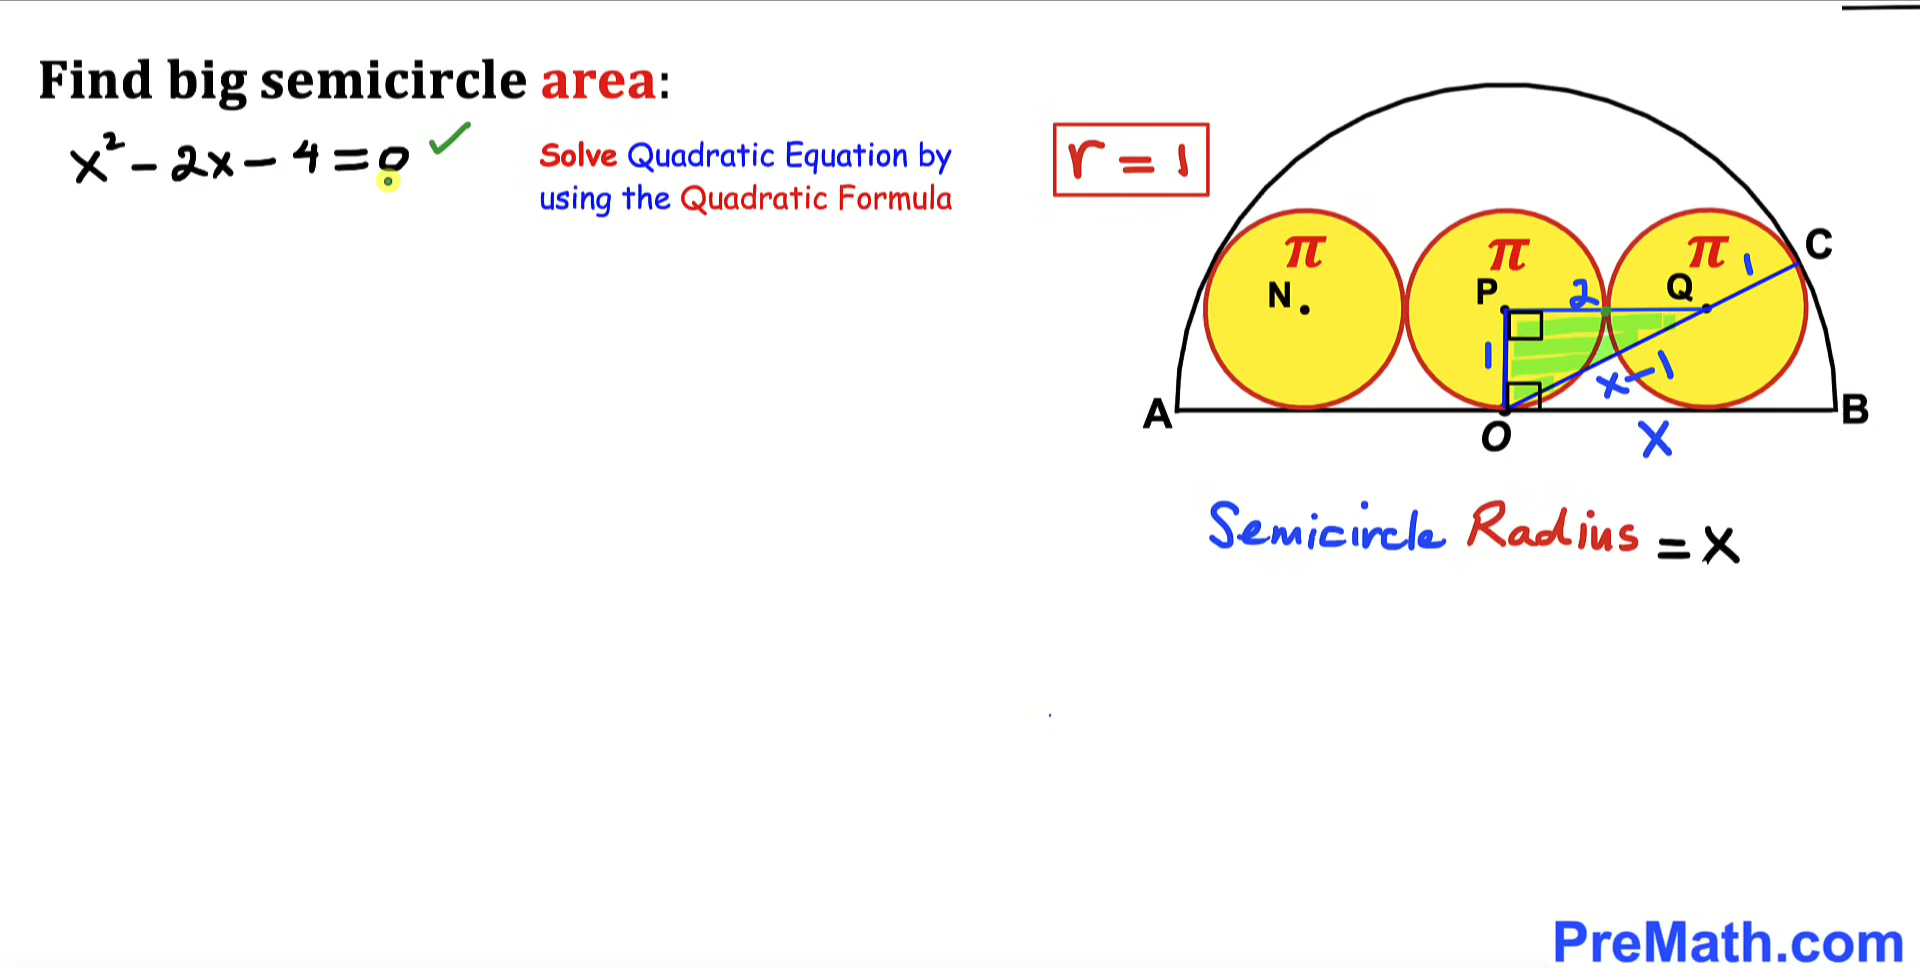 Find big semicircle area:
x² - 2x - 4 = 0 ✓
Solve Quadratic Equation by
using the Quadratic Formula
r = 1
π π π 1 C
N P 2 Q
1 x-1
A B
O x
Semicircle Radius = x
PreMath.com